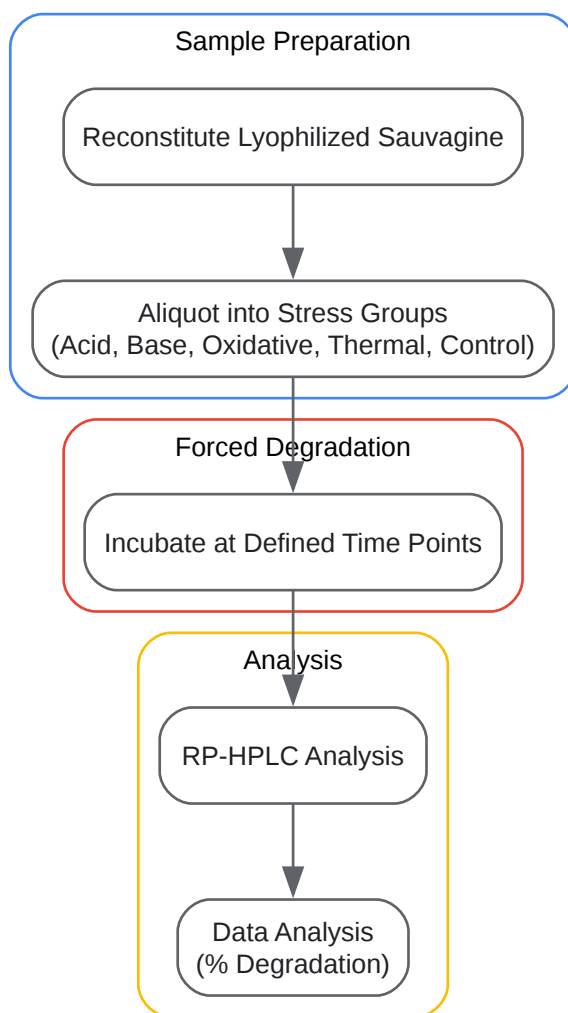 Sample Preparation
Reconstitute Lyophilized Sauvagine
Aliquot into Stress Groups
(Acid, Base, Oxidative, Thermal, Control)
Forced Degradation
Incubate at Defined Time Points
Analysis
RP-HPLC Analysis
Data Analysis
(% Degradation)